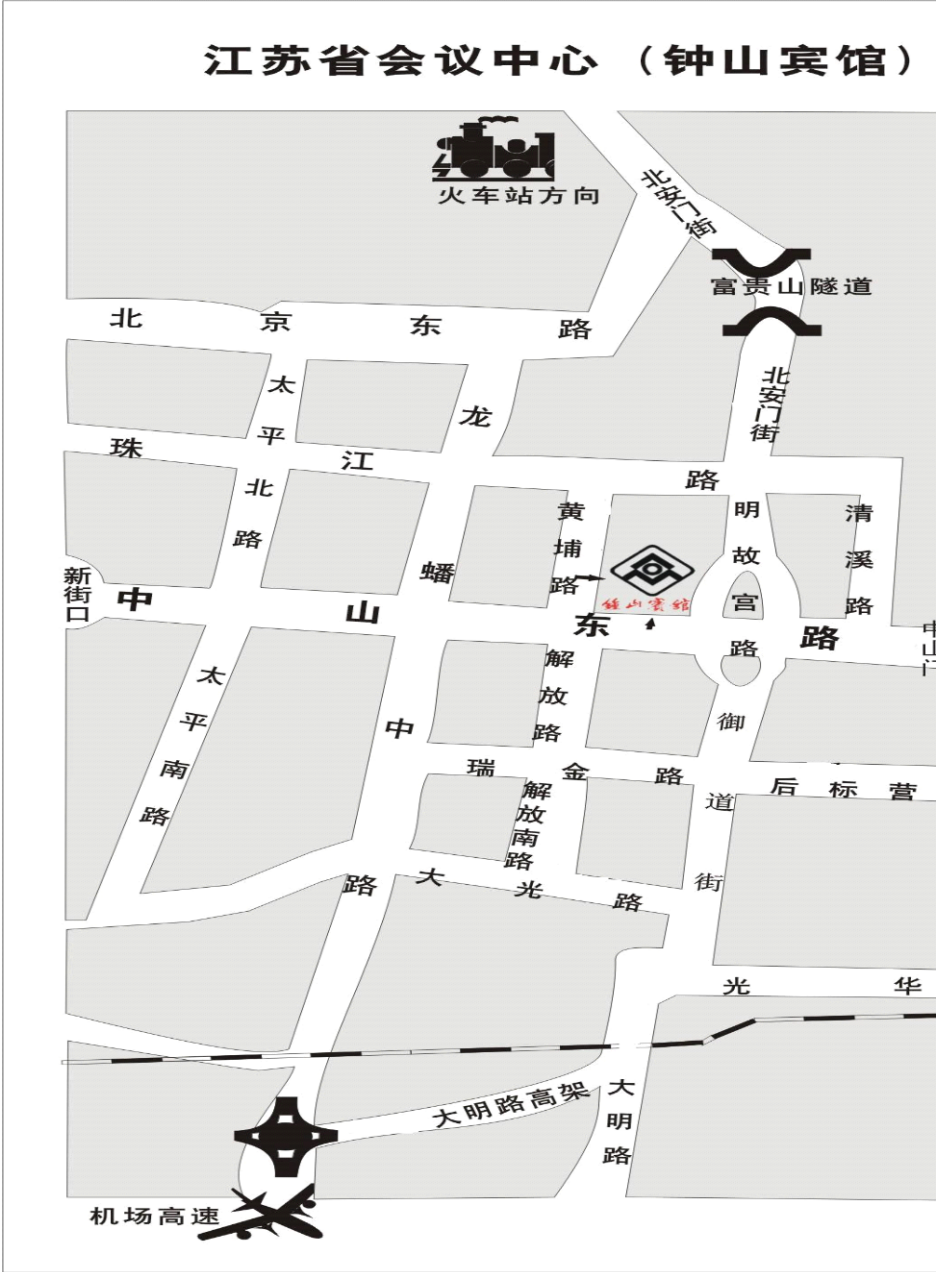 江苏省会议中心（钟山宾馆）
火车站方向
北安门街
富贵山隧道
北京东路
太平北路
龙蟠中路
北安门街
珠江路
黄埔路
明故宫路
清溪路
新街口
钟山宾馆
中山东路
中山门
解放路
太平南路
御道街
瑞金路
后标营
解放南路
大光路
光华
大明路高架
大明路
机场高速